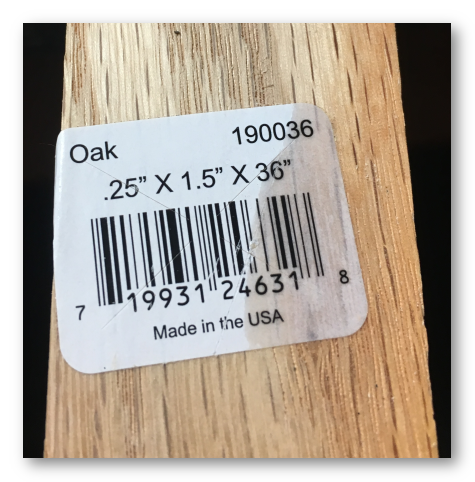 Oak 190036
.25” X 1.5” X 36”
7 19931 24631 8
Made in the USA